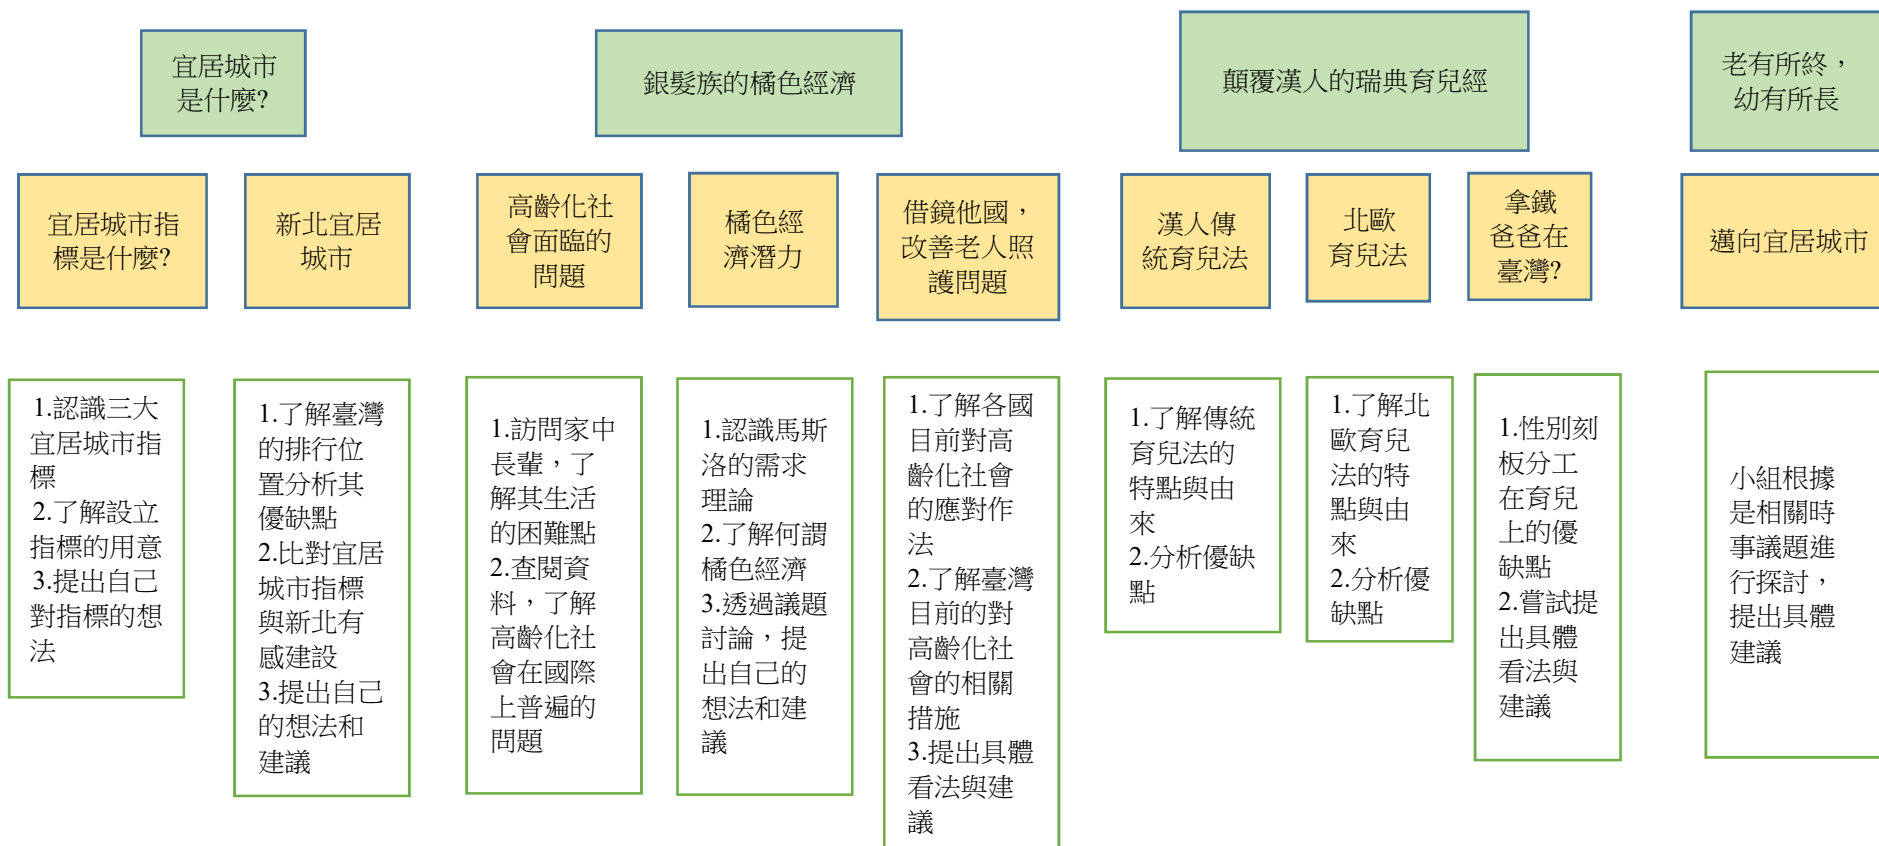 宜居城市
是什麼?
銀髮族的橘色經濟
顛覆漢人的瑞典育兒經
老有所終，
幼有所長
宜居城市指
標是什麼?
新北宜居
城市
高齡化社
會面臨的
問題
橘色經
濟潛力
借鏡他國，
改善老人照
護問題
漢人傳
統育兒法
北歐
育兒法
拿鐵
爸爸在
臺灣?
邁向宜居城市
1.認識三大
宜居城市指
標
2.了解設立
指標的用意
3.提出自己
對指標的想
法
1.了解臺灣
的排行位
置分析其
優缺點
2.比對宜居
城市指標
與新北有
感建設
3.提出自己
的想法和
建議
1.訪問家中
長輩，了
解其生活
的困難點
2.查閱資
料，了解
高齡化社
會在國際
上普遍的
問題
1.認識馬斯
洛的需求
理論
2.了解何謂
橘色經濟
3.透過議題
討論，提
出自己的
想法和建
議
1.了解各國
目前對高
齡化社會
的應對作
法
2.了解臺灣
目前的對
高齡化社
會的相關
措施
3.提出具體
看法與建
議
1.了解傳統
育兒法的
特點與由
來
2.分析優缺
點
1.了解北
歐育兒
法的特
點與由
來
2.分析優
缺點
1.性別刻
板分工
在育兒
上的優
缺點
2.嘗試提
出具體
看法與
建議
小組根據
是相關時
事議題進
行探討，
提出具體
建議